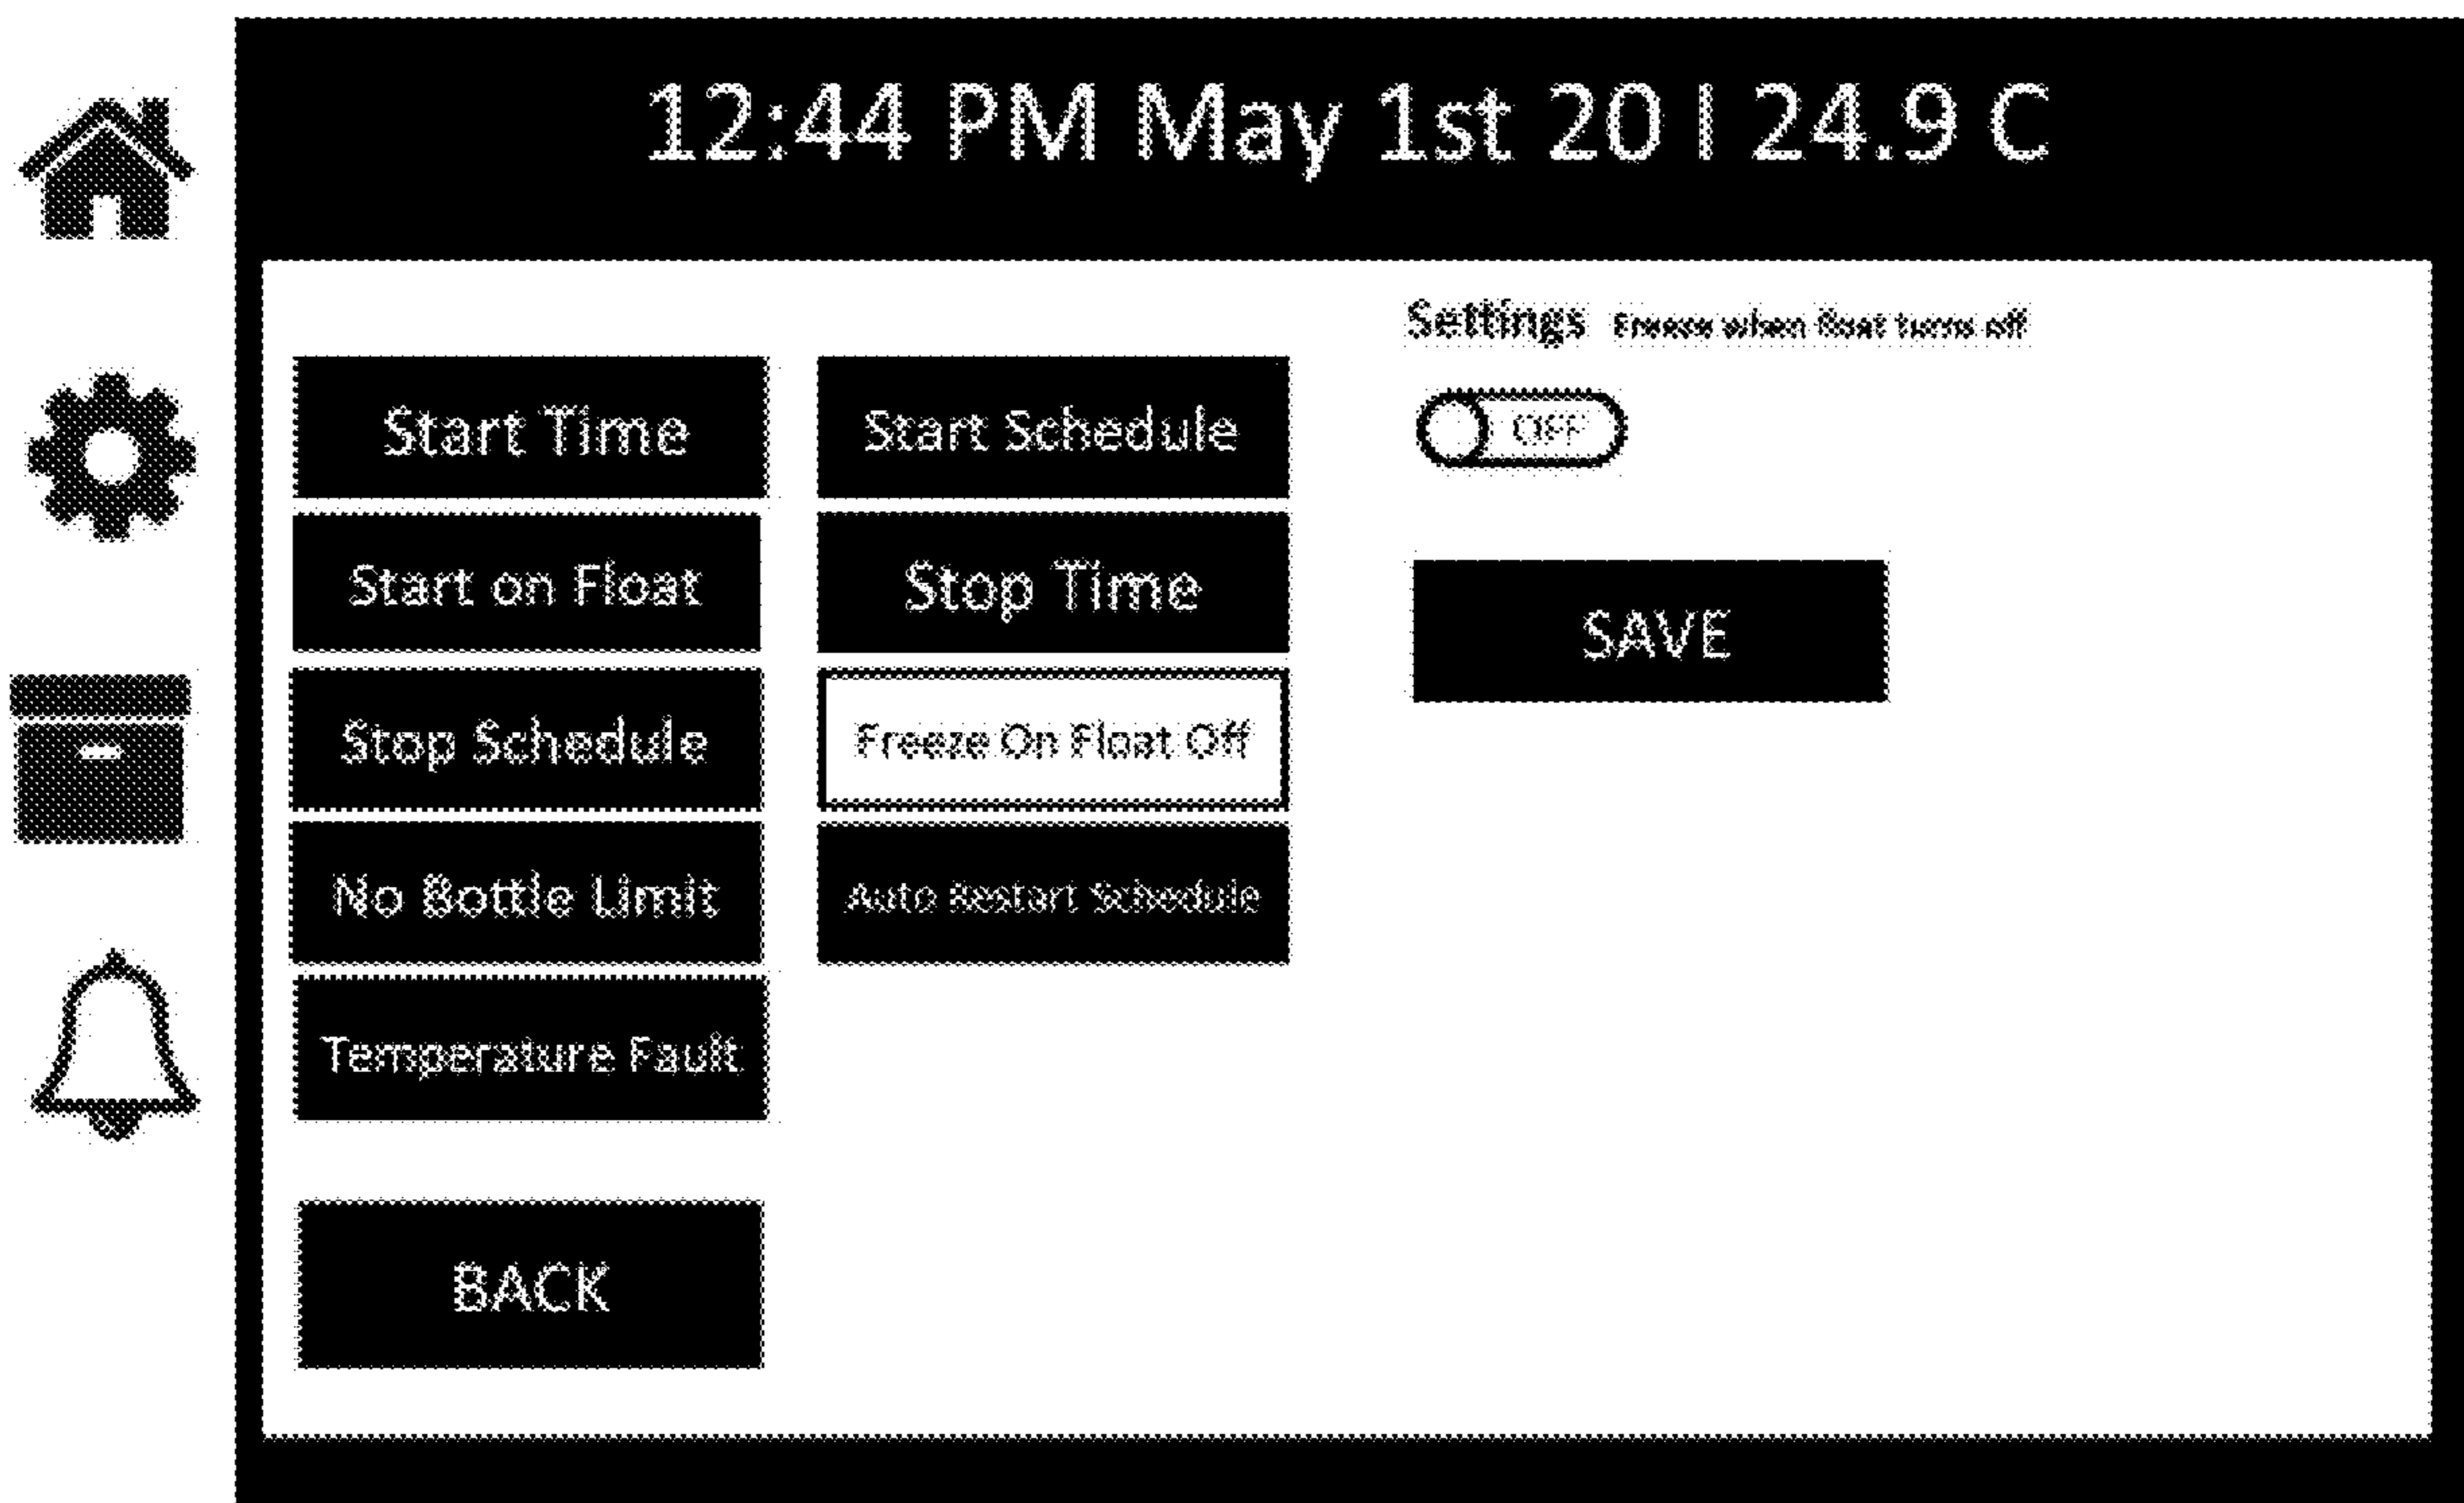 12:44 PM May 1st 20 | 24.9 C
Settings Freeze when float turns off
Start Time
Start Schedule
OFF
Start on Float
Stop Time
SAVE
Stop Schedule
Freeze On Float Off
No Bottle Limit
Auto Restart Schedule
Temperature Fault
BACK